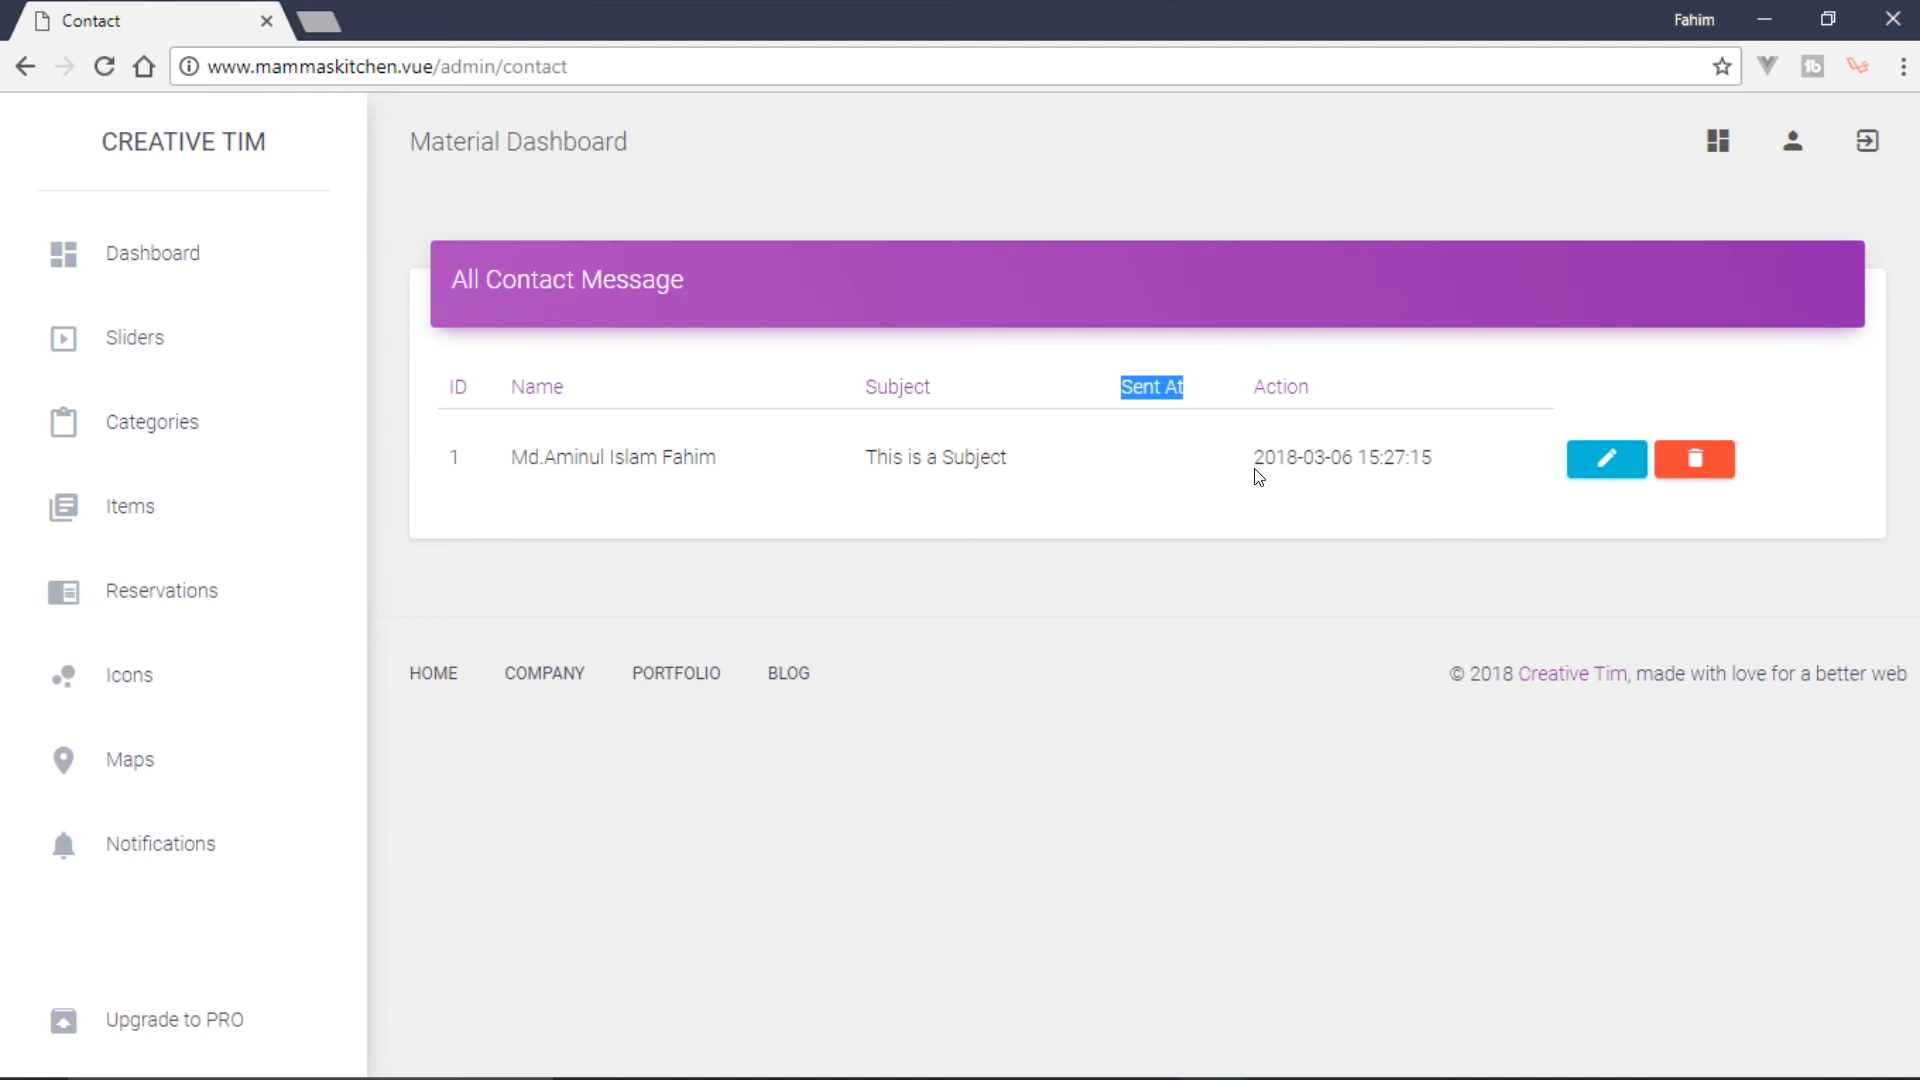 Contact
Fahim
www.mammaskitchen.vue/admin/contact
CREATIVE TIM
Material Dashboard
Dashboard
Sliders
Categories
Items
Reservations
Icons
Maps
Notifications
Upgrade to PRO
All Contact Message
ID Name Subject Sent At Action
1 Md.Aminul Islam Fahim This is a Subject 2018-03-06 15:27:15
HOME COMPANY PORTFOLIO BLOG
© 2018 Creative Tim, made with love for a better web